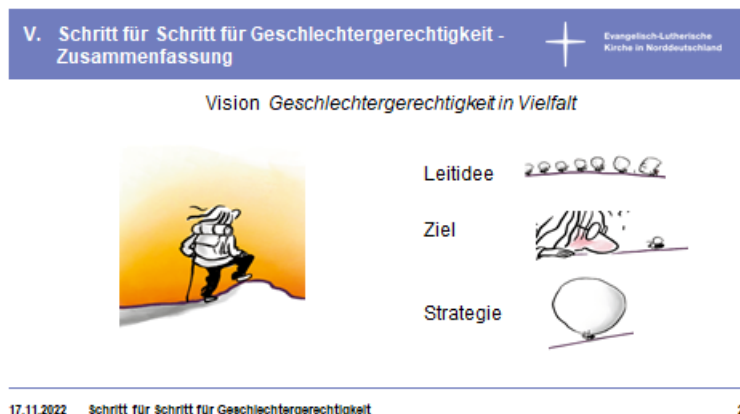 V. Schritt für Schritt für Geschlechtergerechtigkeit -
Zusammenfassung
Evangelisch-Lutherische
Kirche in Norddeutschland
Vision Geschlechtergerechtigkeit in Vielfalt
Leitidee
Ziel
Strategie
17.11.2022 Schritt für Schritt für Geschlechtergerechtigkeit